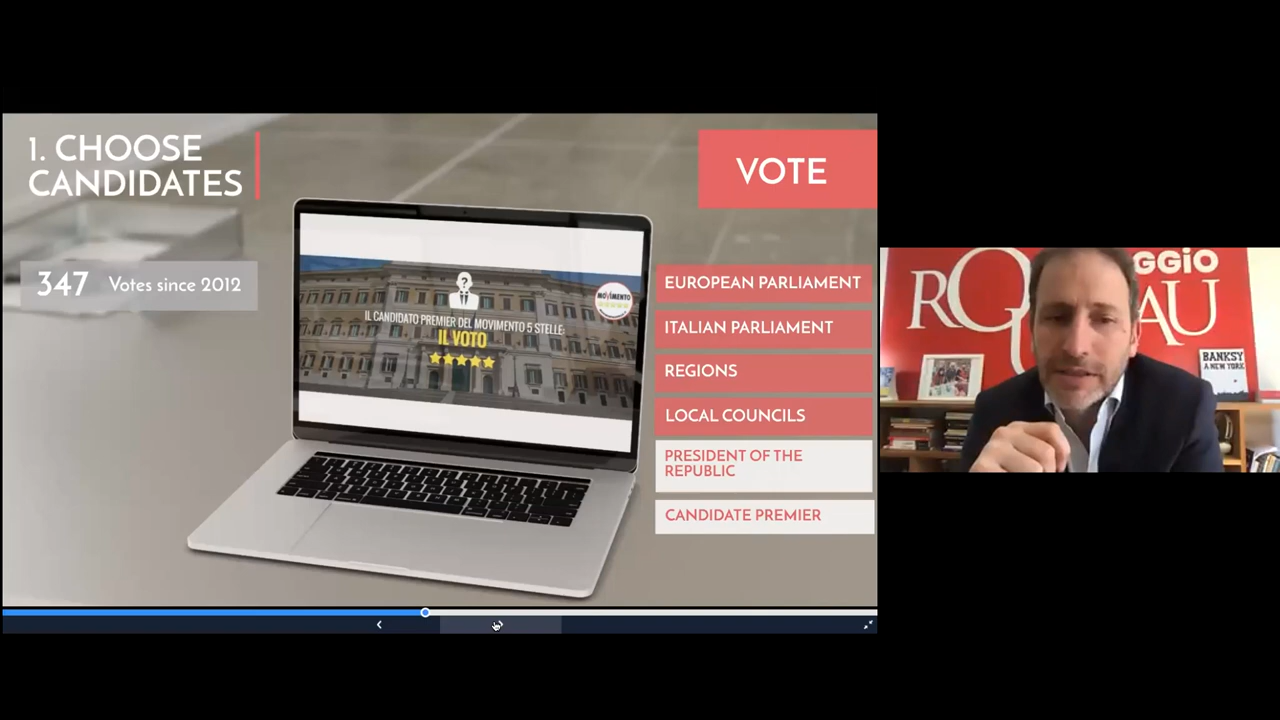 1. CHOOSE
CANDIDATES
347 Votes since 2012
MOVIMENTO
IL CANDIDATO PREMIER DEL MOVIMENTO 5 STELLE:
IL VOTO
VOTE
EUROPEAN PARLIAMENT
ITALIAN PARLIAMENT
REGIONS
LOCAL COUNCILS
PRESIDENT OF THE
REPUBLIC
CANDIDATE PREMIER
GGIO
RO AU
BANKSY
A NEW YORK